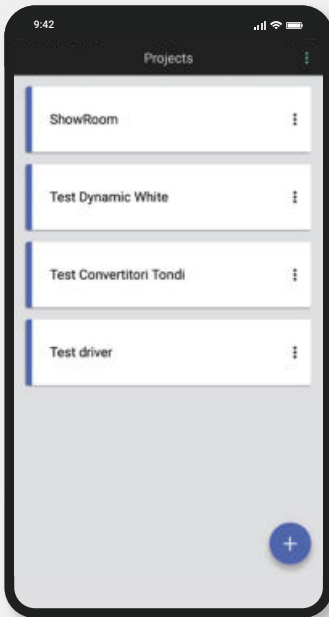 9:42
Projects
ShowRoom
Test Dynamic White
Test Convertitori Tondi
Test driver